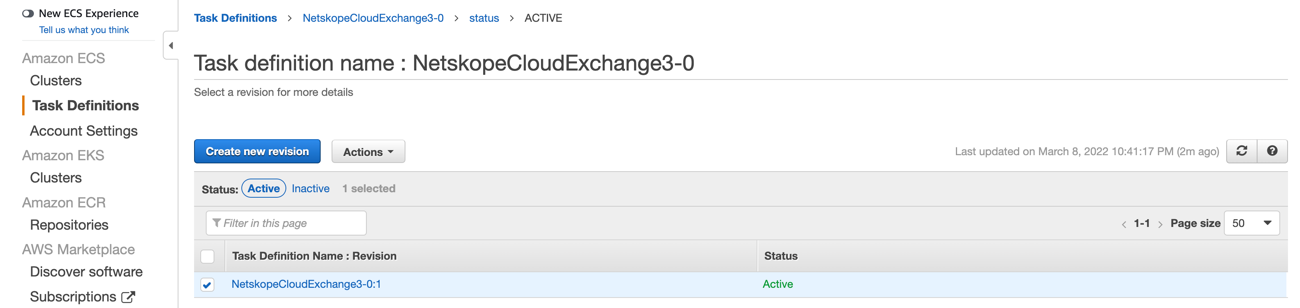 New ECS Experience
Tell us what you think
Amazon ECS
Clusters
Task Definitions
Account Settings
Amazon EKS
Clusters
Amazon ECR
Repositories
AWS Marketplace
Discover software
Subscriptions
Task Definitions > NetskopeCloudExchange3-0 > status > ACTIVE
Task definition name : NetskopeCloudExchange3-0
Select a revision for more details
Create new revision Actions Last updated on March 8, 2022 10:41:17 PM (2m ago) ?
Status: Active Inactive 1 selected
Filter in this page < 1-1 > Page size 50
Task Definition Name : Revision Status
NetskopeCloudExchange3-0:1 Active